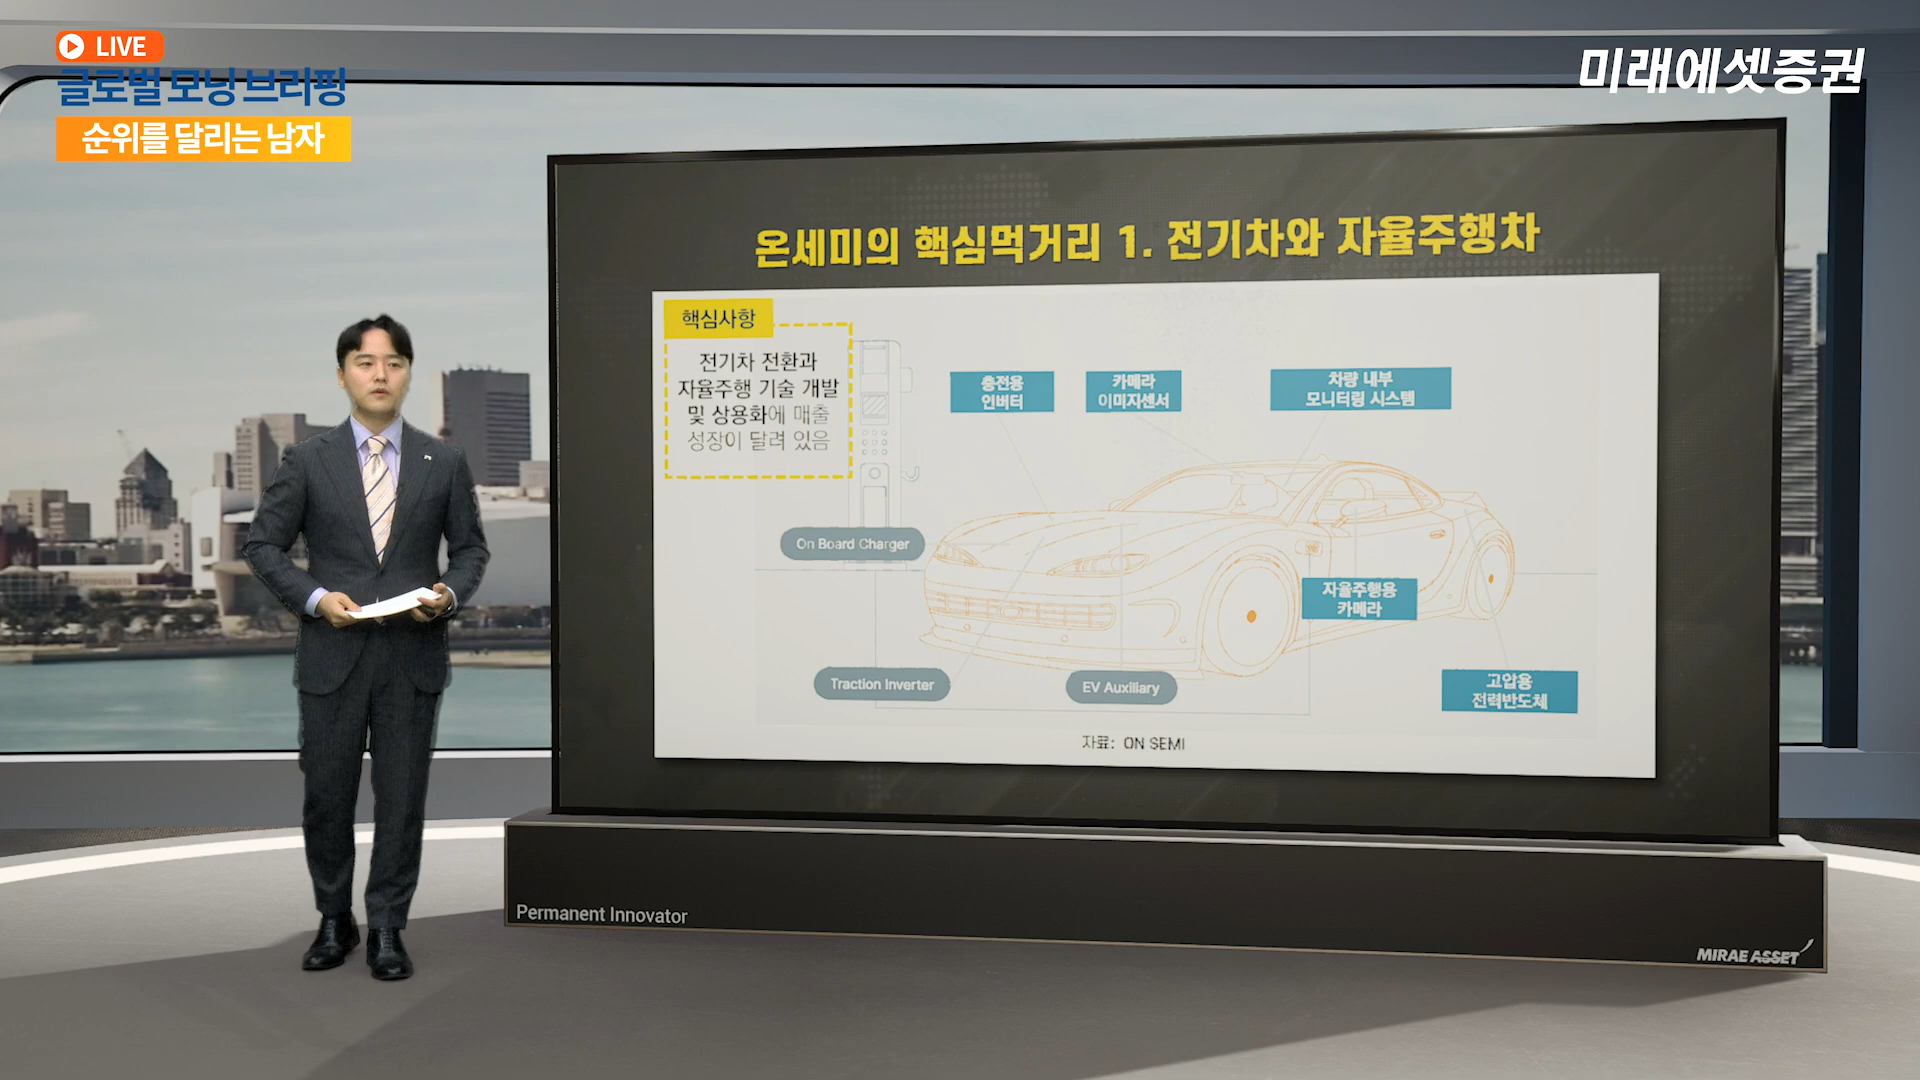 LIVE
글로벌 모닝 브리핑
순위를 달리는 남자
미래에셋증권
온세미의 핵심먹거리 1. 전기차와 자율주행차
핵심사항
전기차 전환과
자율주행 기술 개발
및 상용화에 매출
성장이 달려 있음
충전용
인버터
카메라
이미지센서
차량 내부
모니터링 시스템
On Board Charger
자율주행용
카메라
Traction Inverter
EV Auxiliary
고압용
전력반도체
자료: ON SEMI
Permanent Innovator
MIRAE ASSET